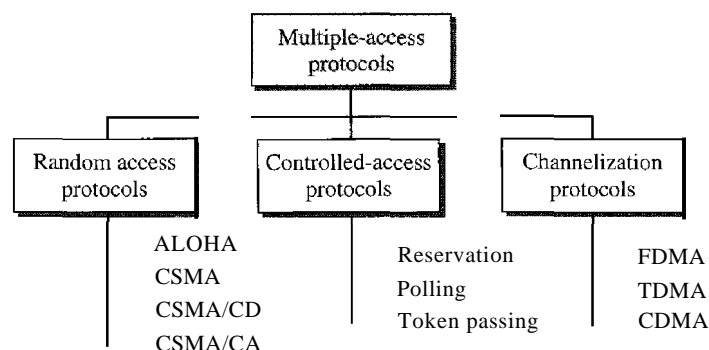 Multiple-access
protocols
Random access
protocols
Controlled-access
protocols
Channelization
protocols
ALOHA
CSMA
CSMA/CD
CSMA/CA
Reservation
Polling
Token passing
FDMA
TDMA
CDMA